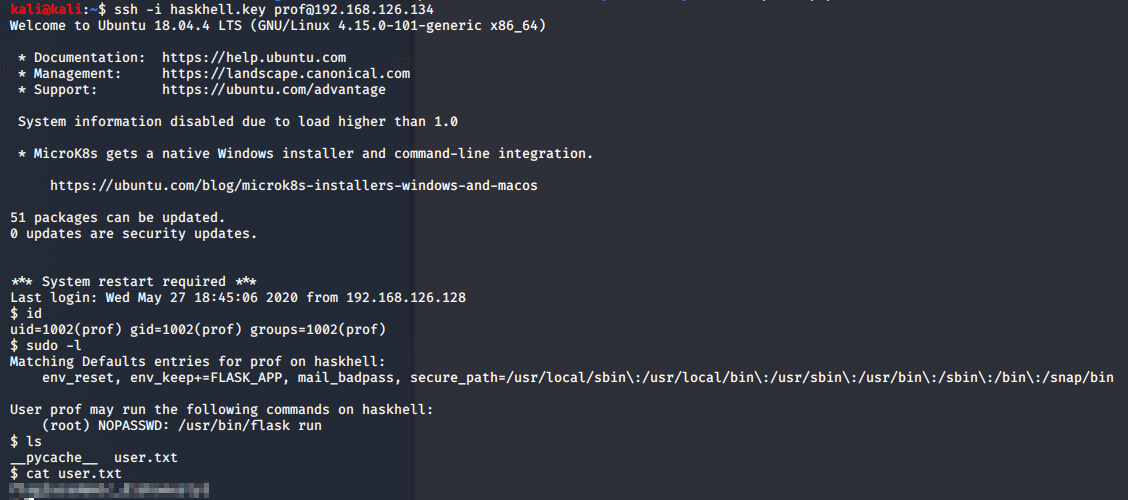 kali@kali:~$ ssh -i haskhell.key prof@192.168.126.134
Welcome to Ubuntu 18.04.4 LTS (GNU/Linux 4.15.0-101-generic x86_64)
* Documentation:  https://help.ubuntu.com
* Management:     https://landscape.canonical.com
* Support:        https://ubuntu.com/advantage
System information disabled due to load higher than 1.0
* MicroK8s gets a native Windows installer and command-line integration.
https://ubuntu.com/blog/microk8s-installers-windows-and-macos
51 packages can be updated.
0 updates are security updates.
*** System restart required ***
Last login: Wed May 27 18:45:06 2020 from 192.168.126.128
$ id
uid=1002(prof) gid=1002(prof) groups=1002(prof)
$ sudo -l
Matching Defaults entries for prof on haskhell:
env_reset, env_keep+=FLASK_APP, mail_badpass, secure_path=/usr/local/sbin\:/usr/local/bin\:/usr/sbin\:/usr/bin\:/sbin\:/bin\:/snap/bin
User prof may run the following commands on haskhell:
(root) NOPASSWD: /usr/bin/flask run
$ ls
__pycache__  user.txt
$ cat user.txt